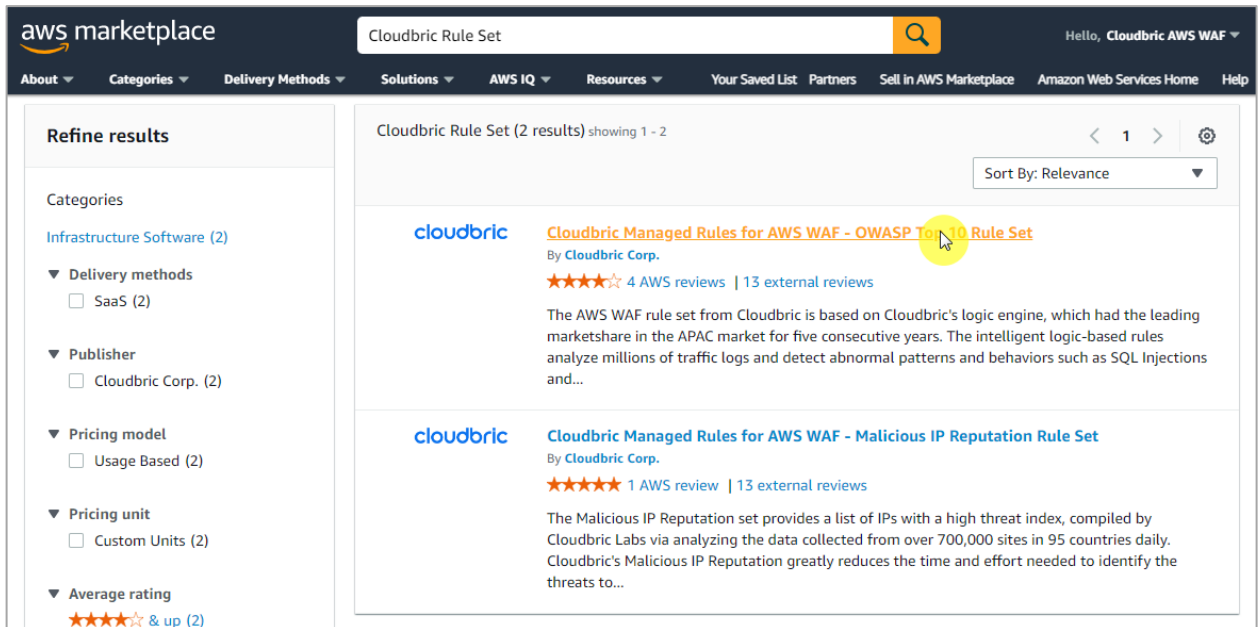 aws marketplace
Cloudbric Rule Set
Hello, Cloudbric AWS WAF
About Categories Delivery Methods Solutions AWS IQ Resources Your Saved List Partners Sell in AWS Marketplace Amazon Web Services Home Help
Refine results
Categories
Infrastructure Software (2)
Delivery methods
SaaS (2)
Publisher
Cloudbric Corp. (2)
Pricing model
Usage Based (2)
Pricing unit
Custom Units (2)
Average rating
& up (2)
Cloudbric Rule Set (2 results) showing 1 - 2
1
Sort By: Relevance
cloudbric
Cloudbric Managed Rules for AWS WAF - OWASP Top 10 Rule Set
By Cloudbric Corp.
4 AWS reviews | 13 external reviews
The AWS WAF rule set from Cloudbric is based on Cloudbric's logic engine, which had the leading
marketshare in the APAC market for five consecutive years. The intelligent logic-based rules
analyze millions of traffic logs and detect abnormal patterns and behaviors such as SQL Injections
and...
cloudbric
Cloudbric Managed Rules for AWS WAF - Malicious IP Reputation Rule Set
By Cloudbric Corp.
1 AWS review | 13 external reviews
The Malicious IP Reputation set provides a list of IPs with a high threat index, compiled by
Cloudbric Labs via analyzing the data collected from over 700,000 sites in 95 countries daily.
Cloudbric's Malicious IP Reputation greatly reduces the time and effort needed to identify the
threats to...